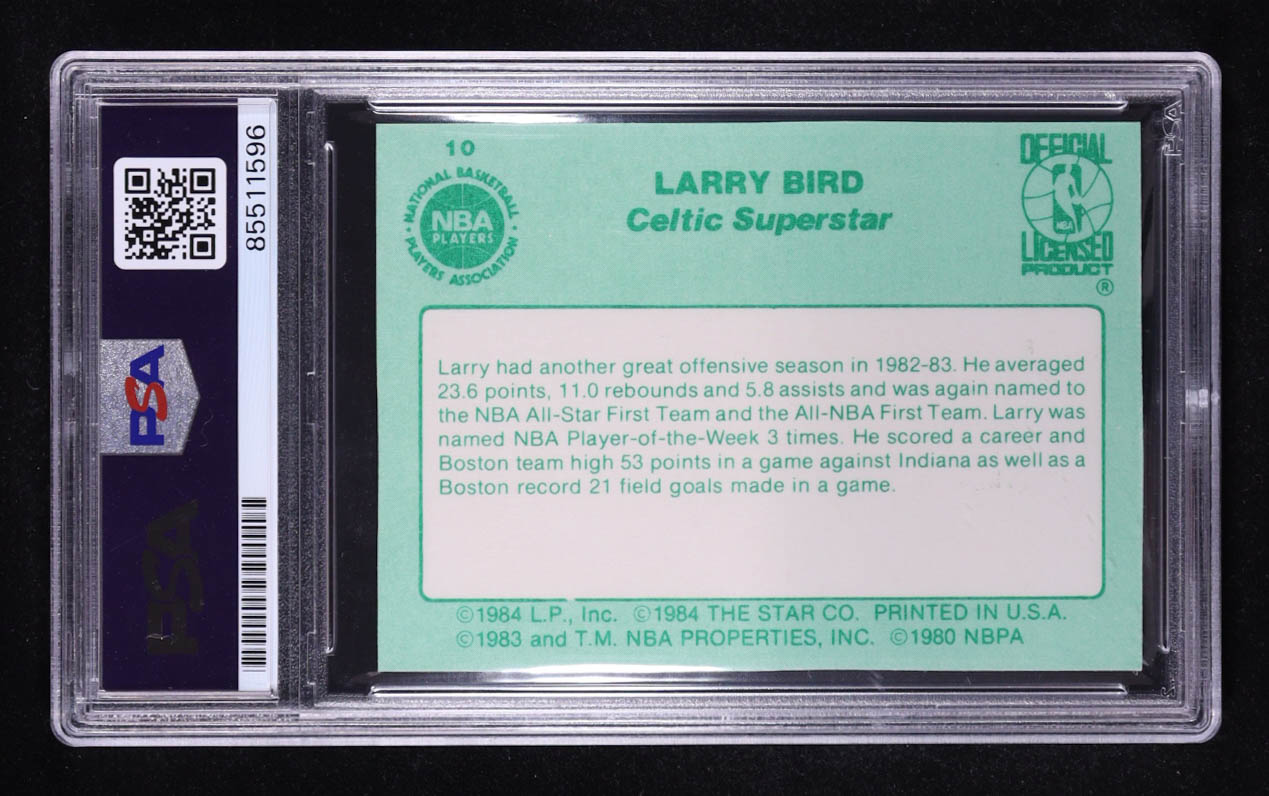 85511596
PSA
PSA
PSA
10
NATIONAL BASKETBALL
PLAYERS ASSOCIATION
NBA
PLAYERS
LARRY BIRD
Celtic Superstar
OFFICIAL
NBA
LICENSED
PRODUCT
®
Larry had another great offensive season in 1982-83. He averaged
23.6 points, 11.0 rebounds and 5.8 assists and was again named to
the NBA All-Star First Team and the All-NBA First Team. Larry was
named NBA Player-of-the-Week 3 times. He scored a career and
Boston team high 53 points in a game against Indiana as well as a
Boston record 21 field goals made in a game.
©1984 L.P., Inc. ©1984 THE STAR CO. PRINTED IN U.S.A.
©1983 and T.M. NBA PROPERTIES, INC. ©1980 NBPA